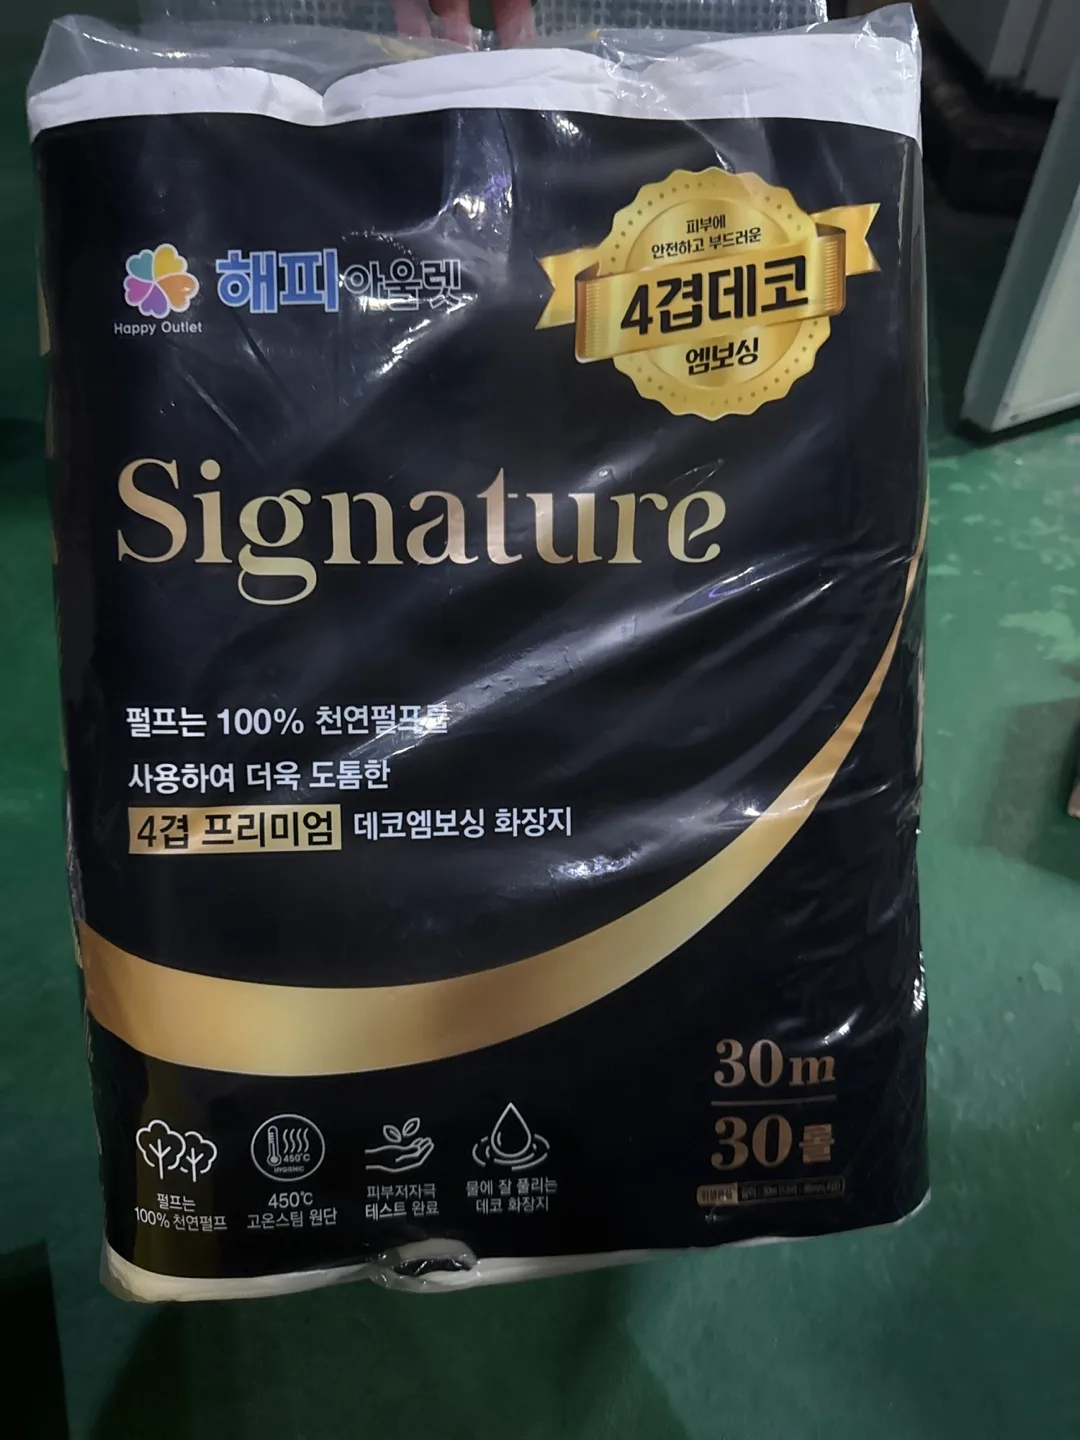 Happy Outlet
해피아울렛
피부에
안전하고 부드러운
4겹데코
엠보싱
Signature
펄프는 100% 천연펄프를
사용하여 더욱 도톰한
4겹 프리미엄 데코엠보싱 화장지
30m
30롤
450°C
HYGIENIC
펄프는
100% 천연펄프
450℃
고온스팀 원단
피부저자극
테스트 완료
물에 잘 풀리는
데코 화장지